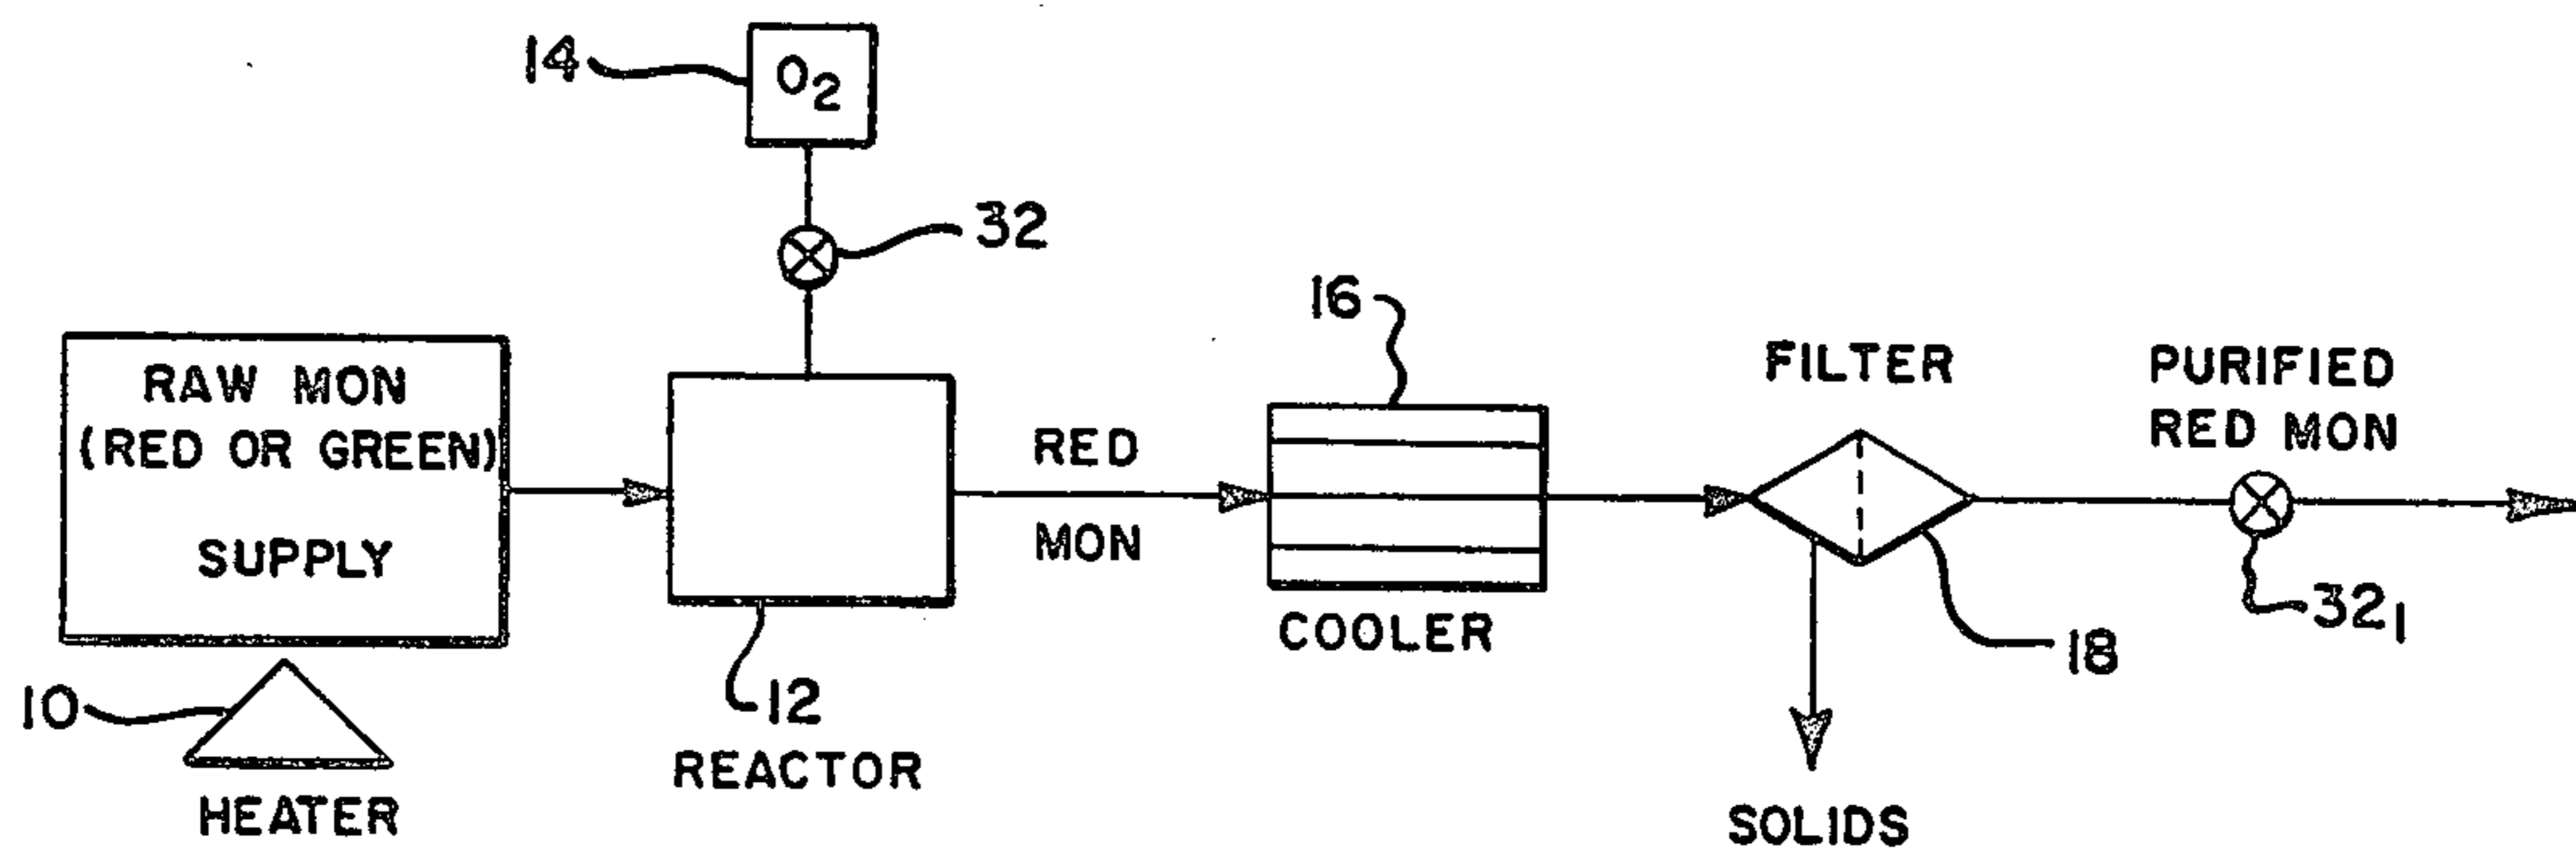 14
O2
32
RAW MON
(RED OR GREEN)
SUPPLY
10
HEATER
12
REACTOR
RED
MON
16
COOLER
FILTER
18
SOLIDS
PURIFIED
RED MON
321